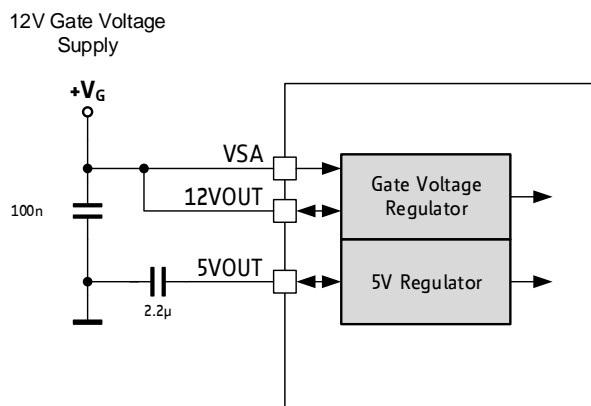 12V Gate Voltage
Supply
+VG
VSA
12VOUT
Gate Voltage
Regulator
100n
5VOUT
5V Regulator
2.2µ